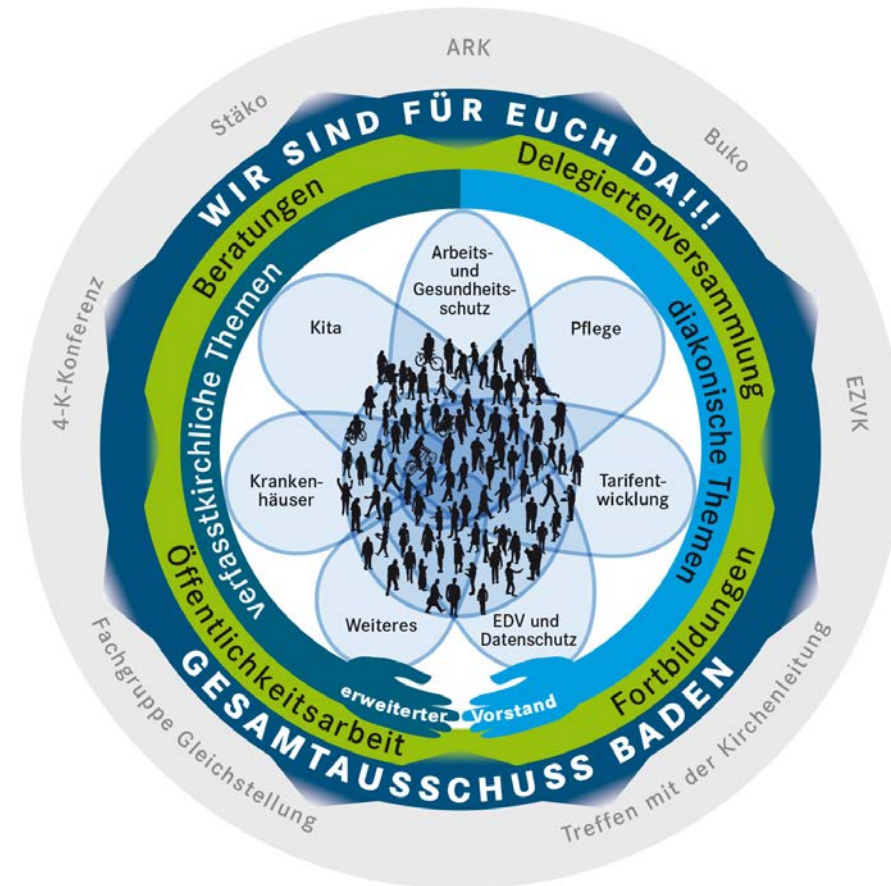 ARK
Stäko
Buko
4-K-Konferenz
EZVK
Fachgruppe Gleichstellung
Treffen mit der Kirchenleitung
WIR SIND FÜR EUCH DA!!!
GESAMTAUSSCHUSS BADEN
Beratungen
Delegiertenversammlung
Öffentlichkeitsarbeit
Fortbildungen
verfasstkirchliche Themen
diakonische Themen
erweiterter Vorstand
Arbeits-
und
Gesundheits-
schutz
Kita
Pflege
Kranken-
häuser
Tarifent-
wicklung
Weiteres
EDV und
Datenschutz